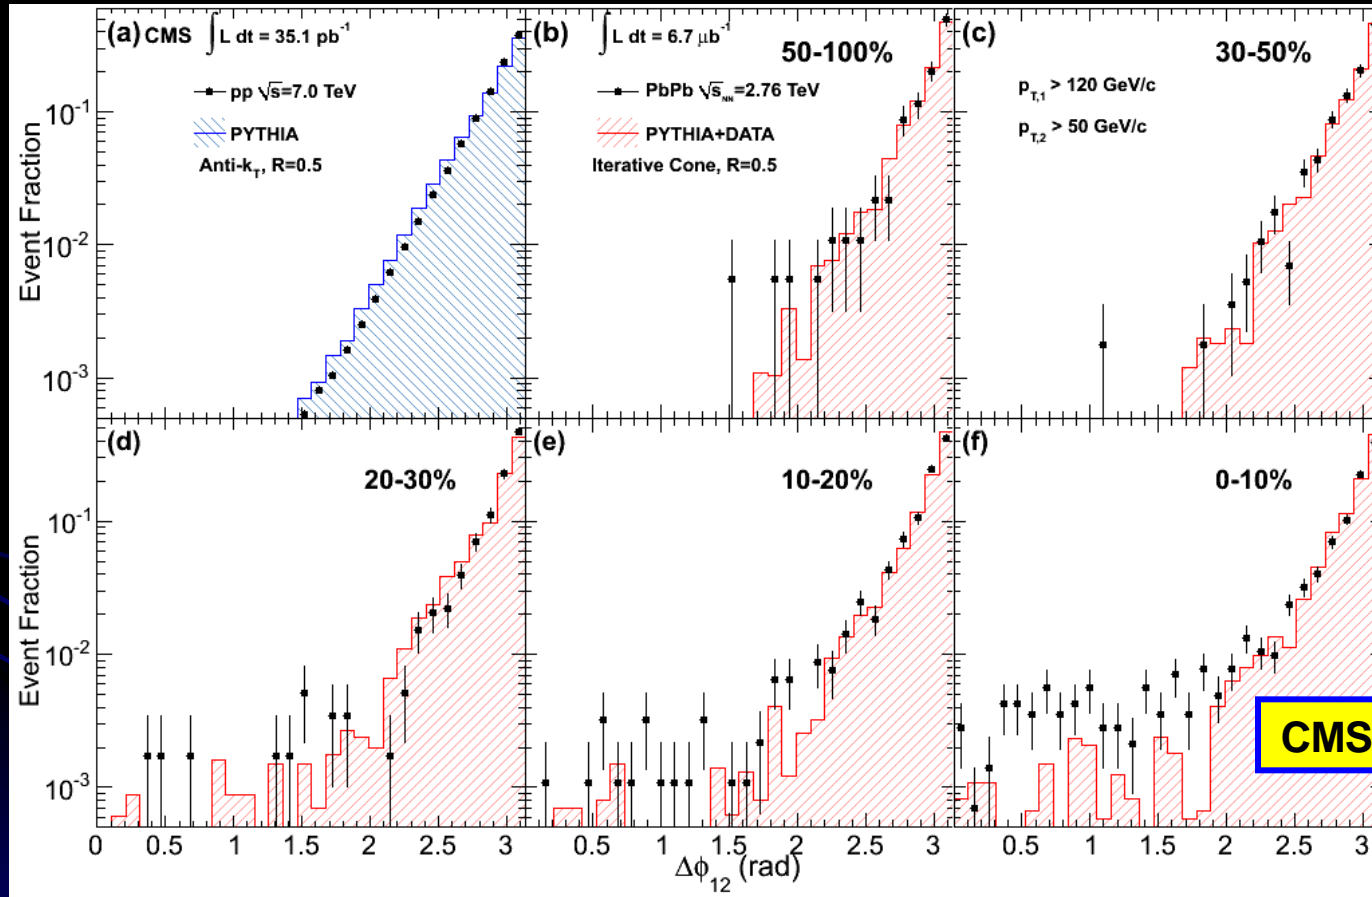 (a) CMS ∫ L dt = 35.1 pb⁻¹
pp √s=7.0 TeV
PYTHIA
Anti-k_T, R=0.5
(b) ∫ L dt = 6.7 μb⁻¹
50-100%
PbPb √s_NN=2.76 TeV
PYTHIA+DATA
Iterative Cone, R=0.5
(c)
30-50%
p_T,1 > 120 GeV/c
p_T,2 > 50 GeV/c
Event Fraction
10⁻¹
10⁻²
10⁻³
(d)
20-30%
(e)
10-20%
(f)
0-10%
CMS
Event Fraction
10⁻¹
10⁻²
10⁻³
0 0.5 1 1.5 2 2.5 3 0.5 1 1.5 2 2.5 3 0.5 1 1.5 2 2.5 3
Δϕ₁₂ (rad)